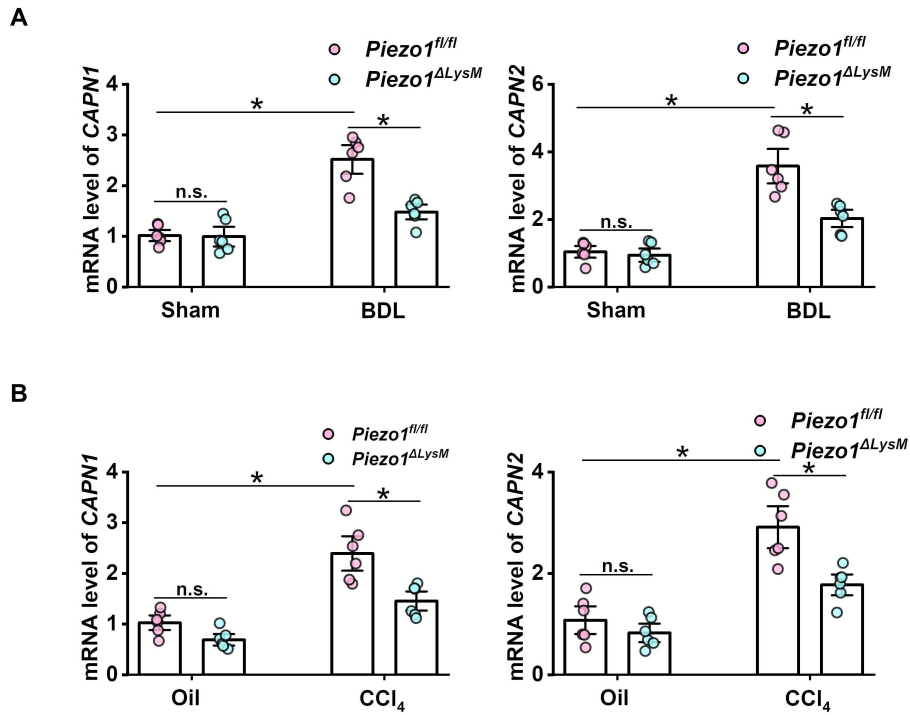 A
Piezo1fl/fl
Piezo1ΔLysM
mRNA level of CAPN1
4
3
2
1
0
*
*
n.s.
Sham
BDL
Piezo1fl/fl
Piezo1ΔLysM
mRNA level of CAPN2
6
4
2
0
*
*
n.s.
Sham
BDL
B
Piezo1fl/fl
Piezo1ΔLysM
mRNA level of CAPN1
4
3
2
1
0
*
*
n.s.
Oil
CCl4
Piezo1fl/fl
Piezo1ΔLysM
mRNA level of CAPN2
4
2
0
*
*
n.s.
Oil
CCl4